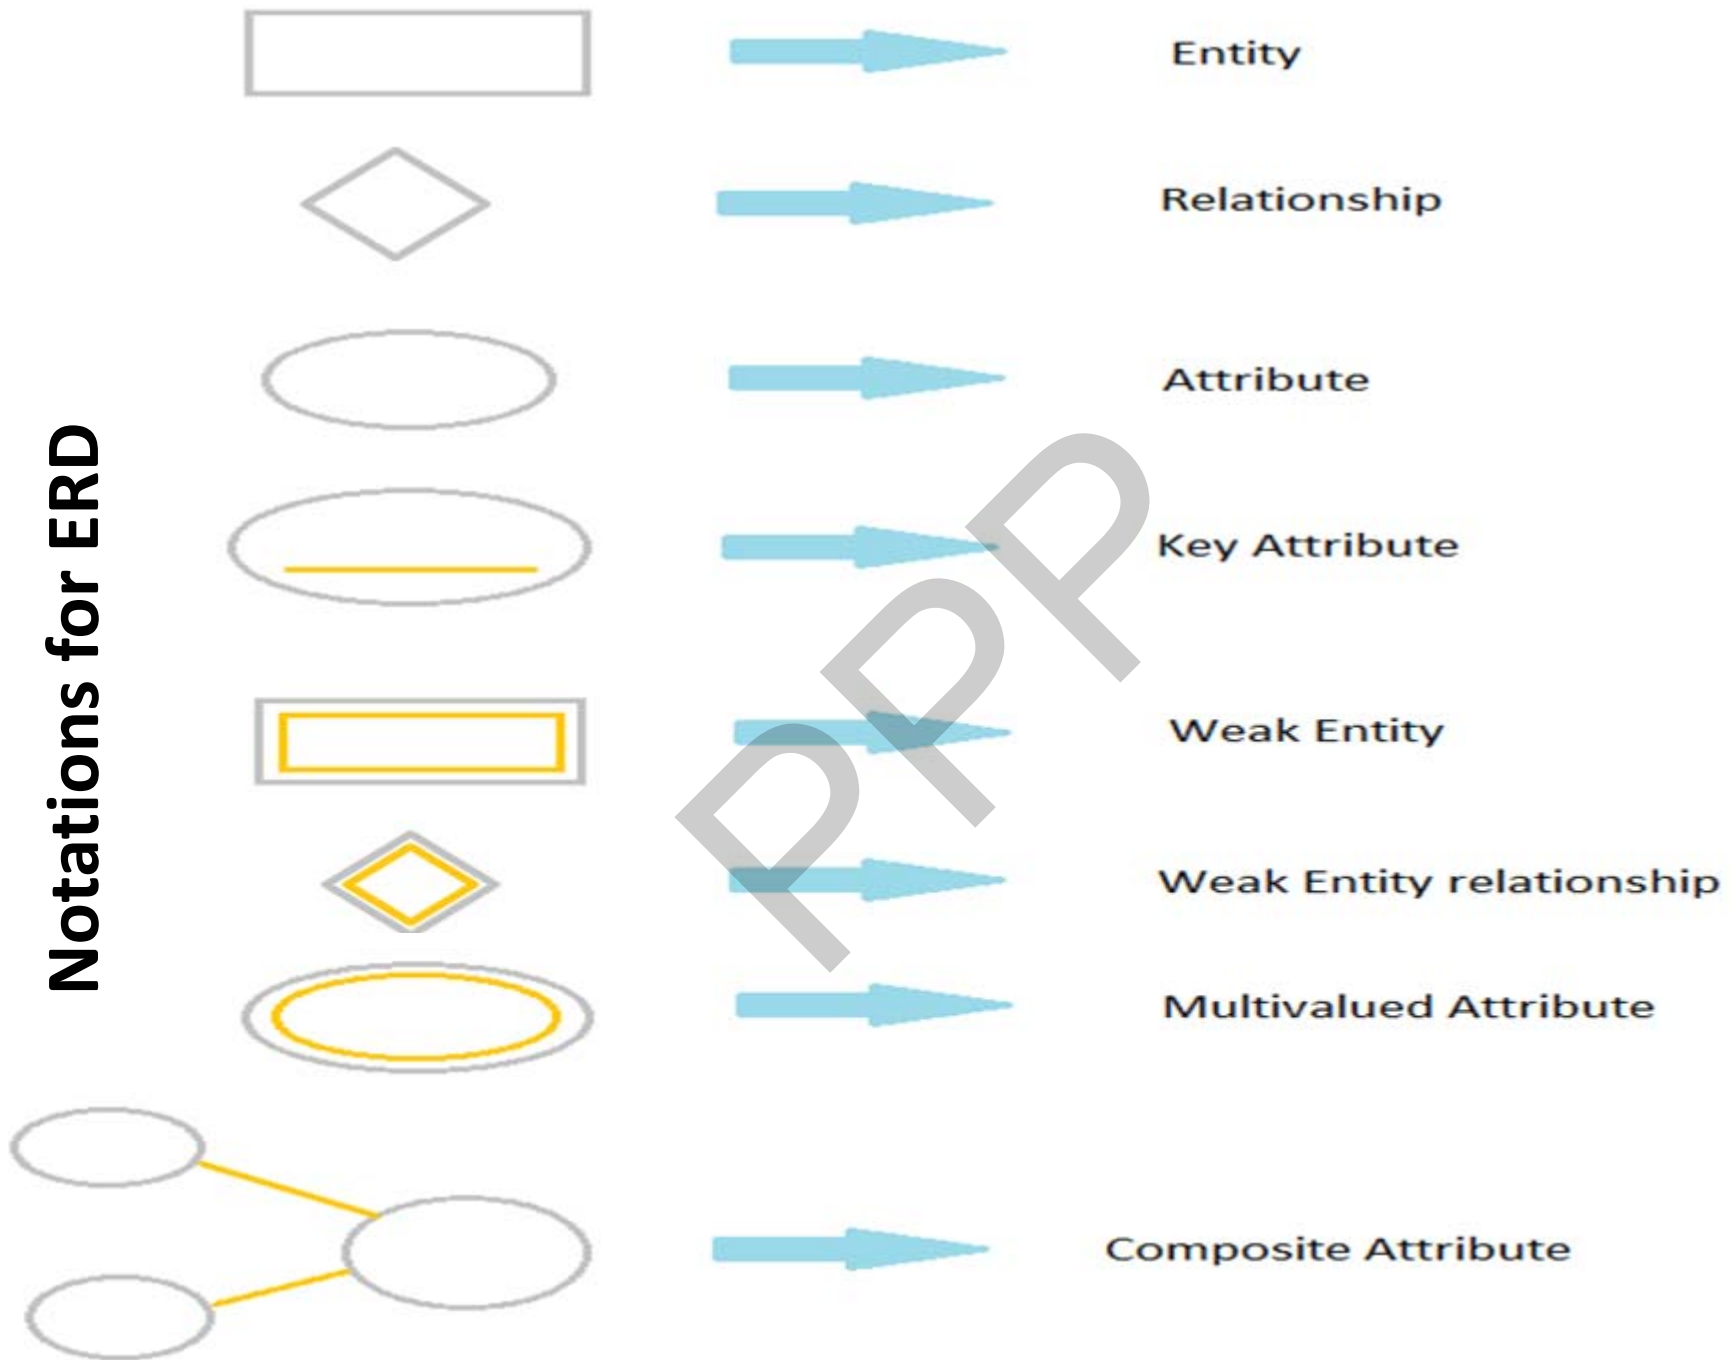 Notations for ERD
Entity
Relationship
Attribute
Key Attribute
Weak Entity
Weak Entity relationship
Multivalued Attribute
Composite Attribute
PPP